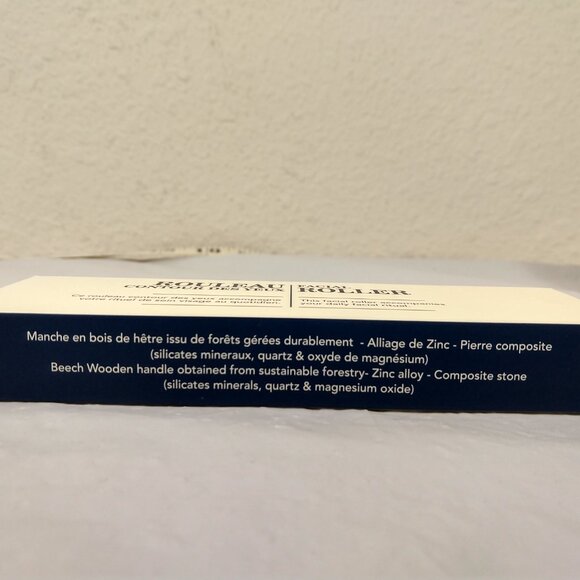 ROULEAU
CONTOUR DES YEUX
Ce rouleau contour des yeux accompagne
votre rituel de soin visage au quotidien.
FACIAL
ROLLER
This facial roller accompanies
your daily facial ritual.
Manche en bois de hêtre issu de forêts gérées durablement - Alliage de Zinc - Pierre composite
(silicates mineraux, quartz & oxyde de magnésium)
Beech Wooden handle obtained from sustainable forestry- Zinc alloy - Composite stone
(silicates minerals, quartz & magnesium oxide)